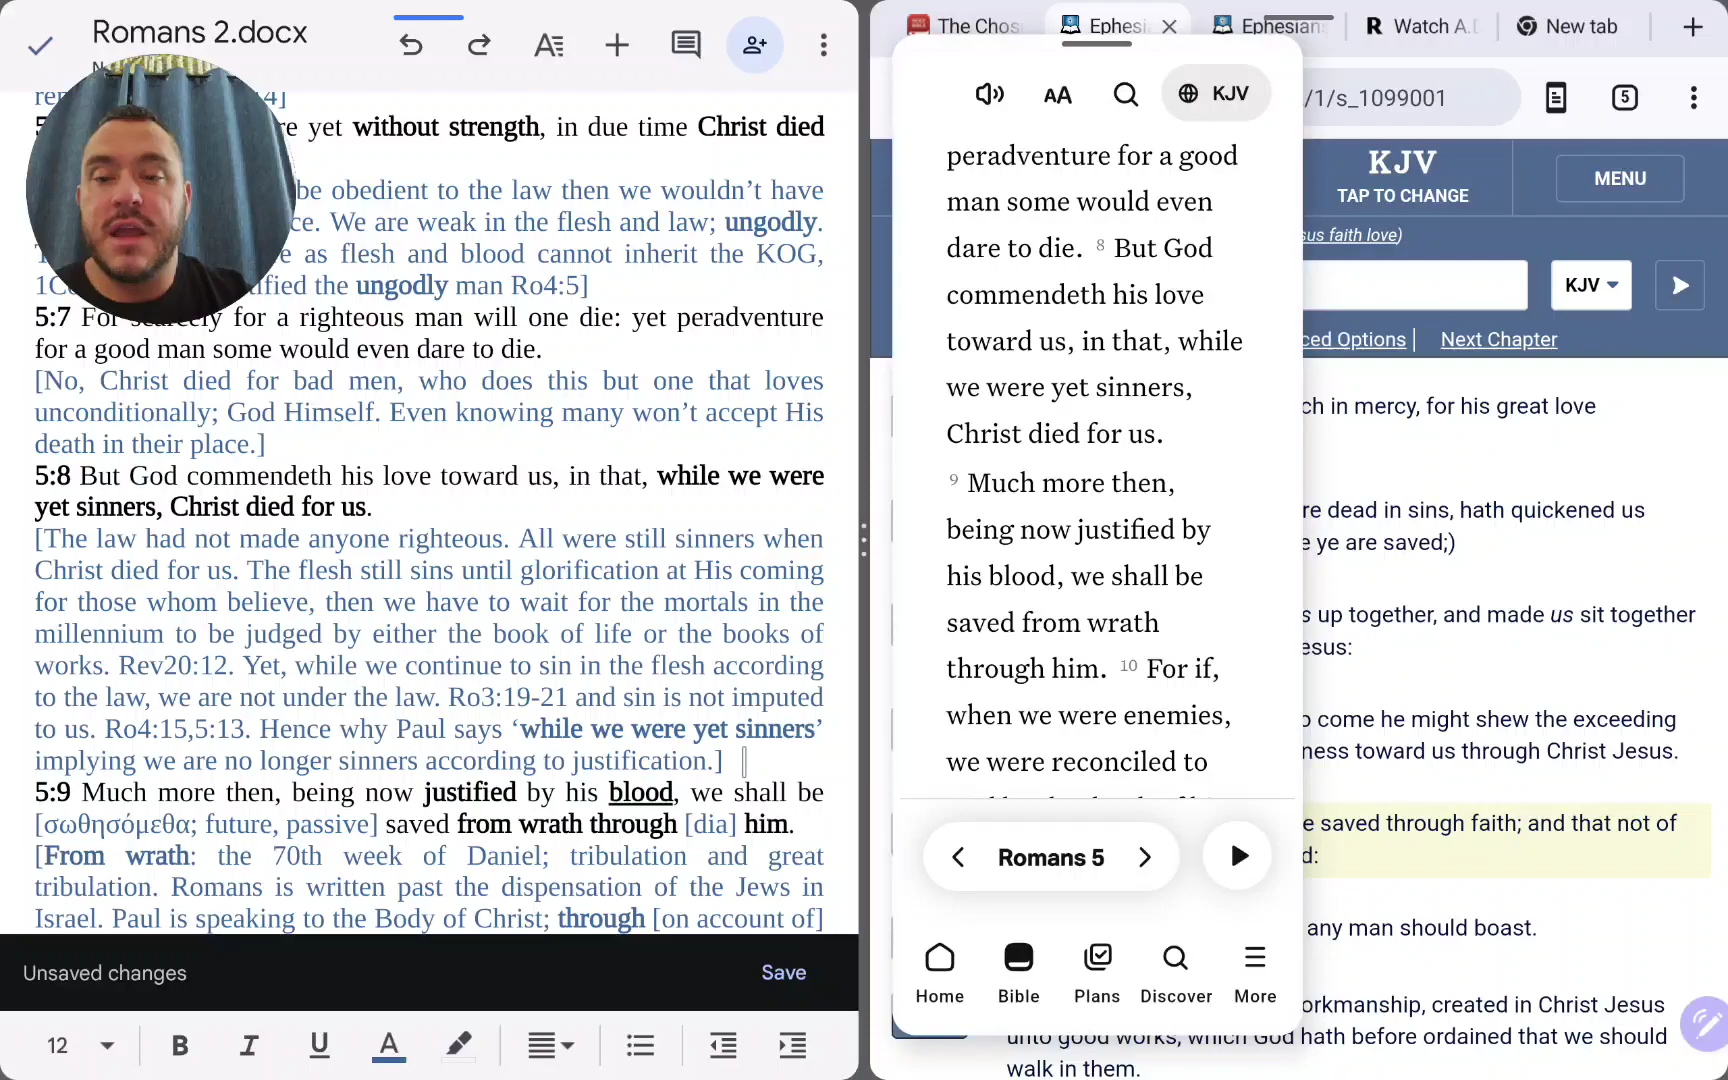 Romans 2.docx
4]
5 re yet without strength, in due time Christ died
be obedient to the law then we wouldn’t have
ce. We are weak in the flesh and law; ungodly.
e as flesh and blood cannot inherit the KOG,
tified the ungodly man Ro4:5]
5:7 For scarcely for a righteous man will one die: yet peradventure
for a good man some would even dare to die.
[No, Christ died for bad men, who does this but one that loves
unconditionally; God Himself. Even knowing many won’t accept His
death in their place.]
5:8 But God commendeth his love toward us, in that, while we were
yet sinners, Christ died for us.
[The law had not made anyone righteous. All were still sinners when
Christ died for us. The flesh still sins until glorification at His coming
for those whom believe, then we have to wait for the mortals in the
millennium to be judged by either the book of life or the books of
works. Rev20:12. Yet, while we continue to sin in the flesh according
to the law, we are not under the law. Ro3:19-21 and sin is not imputed
to us. Ro4:15,5:13. Hence why Paul says ‘while we were yet sinners’
implying we are no longer sinners according to justification.]
5:9 Much more then, being now justified by his blood, we shall be
[σωθησόμεθα; future, passive] saved from wrath through [dia] him.
[From wrath: the 70th week of Daniel; tribulation and great
tribulation. Romans is written past the dispensation of the Jews in
Israel. Paul is speaking to the Body of Christ; through [on account of]
Unsaved changes Save
12 B I U A
The Chos Ephesi Ephesians Watch A.D New tab
/1/s_1099001 5
AA KJV
peradventure for a good
man some would even
dare to die. 8 But God
commendeth his love
toward us, in that, while
we were yet sinners,
Christ died for us.
9 Much more then,
being now justified by
his blood, we shall be
saved from wrath
through him. 10 For if,
when we were enemies,
we were reconciled to
Romans 5
Home Bible Plans Discover More
KJV
TAP TO CHANGE
MENU
sus faith love)
KJV
ced Options | Next Chapter
ch in mercy, for his great love
re dead in sins, hath quickened us
e ye are saved;)
s up together, and made us sit together
esus:
o come he might shew the exceeding
ness toward us through Christ Jesus.
e saved through faith; and that not of
d:
any man should boast.
orkmanship, created in Christ Jesus
unto good works, which God hath before ordained that we should
walk in them.